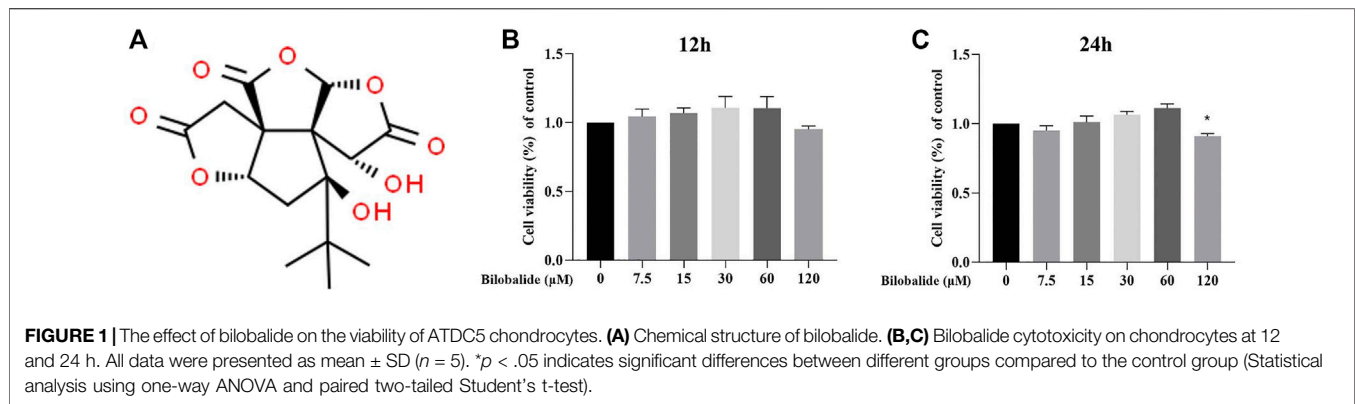 A
O
O
O
O
O
O
OH
OH
B
12h
Cell viability (%) of control
1.5
1.0
0.5
0.0
Bilobalide (μM) 0 7.5 15 30 60 120
C
24h
Cell viability (%) of control
1.5
1.0
0.5
0.0
*
Bilobalide (μM) 0 7.5 15 30 60 120
FIGURE 1 | The effect of bilobalide on the viability of ATDC5 chondrocytes. (A) Chemical structure of bilobalide. (B,C) Bilobalide cytotoxicity on chondrocytes at 12
and 24 h. All data were presented as mean ± SD (n = 5). *p < .05 indicates significant differences between different groups compared to the control group (Statistical
analysis using one-way ANOVA and paired two-tailed Student's t-test).